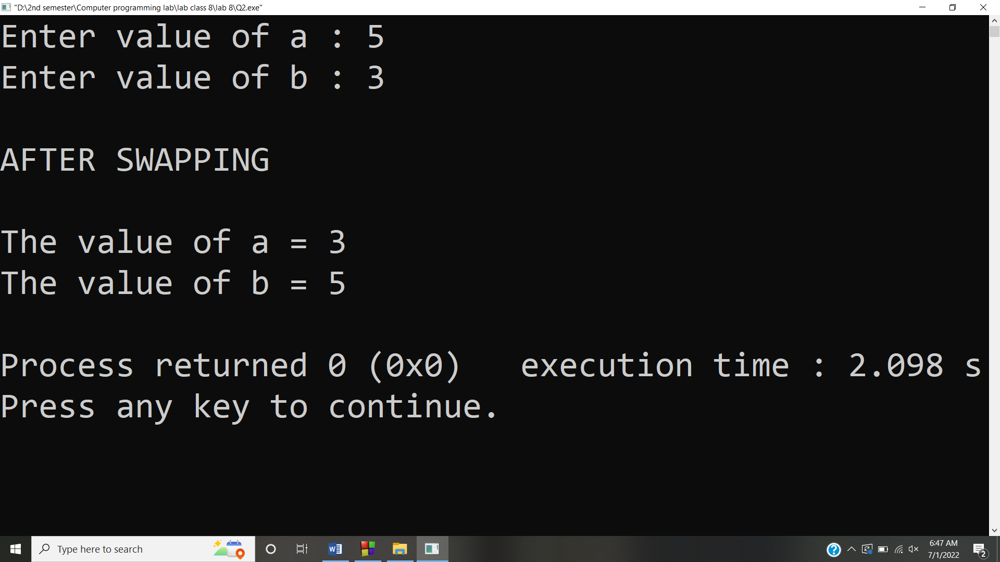 "D:\2nd semester\Computer programming lab\lab class 8\lab 8\Q2.exe"
Enter value of a : 5
Enter value of b : 3
AFTER SWAPPING
The value of a = 3
The value of b = 5
Process returned 0 (0x0)   execution time : 2.098 s
Press any key to continue.
Type here to search
6:47 AM
7/1/2022
2